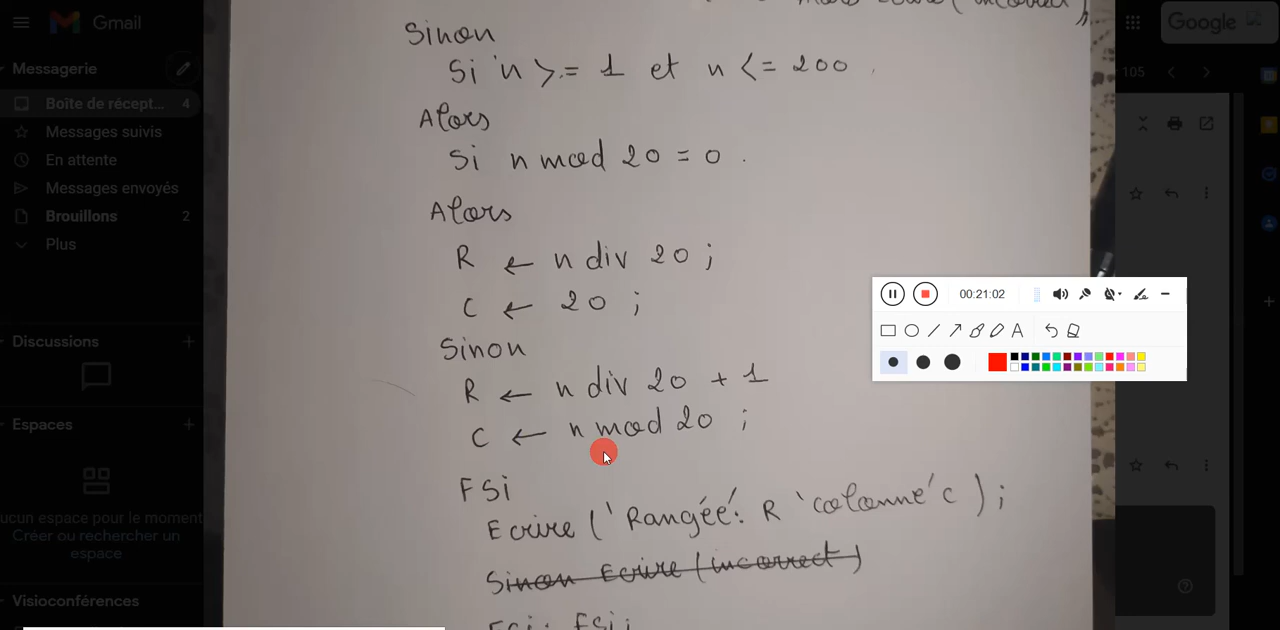 Gmail
Google
Messagerie
Boîte de récept... 4
Messages suivis
En attente
Messages envoyés
Brouillons 2
Plus
105
Discussions
Espaces
ucun espace pour le moment
Créer ou rechercher un
espace.
Visioconférences
Sinon
Si n >= 1 et n <= 200
Alors
Si n mod 20 = 0
Alors
R ← n div 20 ;
C ← 20 ;
Sinon
R ← n div 20 + 1
C ← n mod 20 ;
FSi
Ecrire ('Rangée': R 'colonne' c ) ;
Sinon Ecrire (incorrect)
FSi; FSi;
00:21:02
A